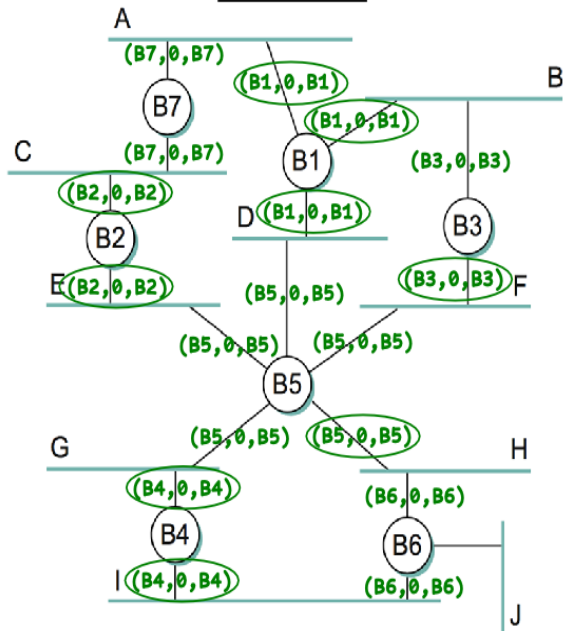 A
(B7,0,B7)
(B1,0,B1)
B
B7
(B1,0,B1)
C
(B7,0,B7)
B1
(B3,0,B3)
(B2,0,B2)
D
(B1,0,B1)
B3
B2
E
(B2,0,B2)
(B5,0,B5)
(B3,0,B3)
F
(B5,0,B5)
(B5,0,B5)
B5
(B5,0,B5)
(B5,0,B5)
G
H
(B4,0,B4)
(B6,0,B6)
B4
B6
I
(B4,0,B4)
(B6,0,B6)
J